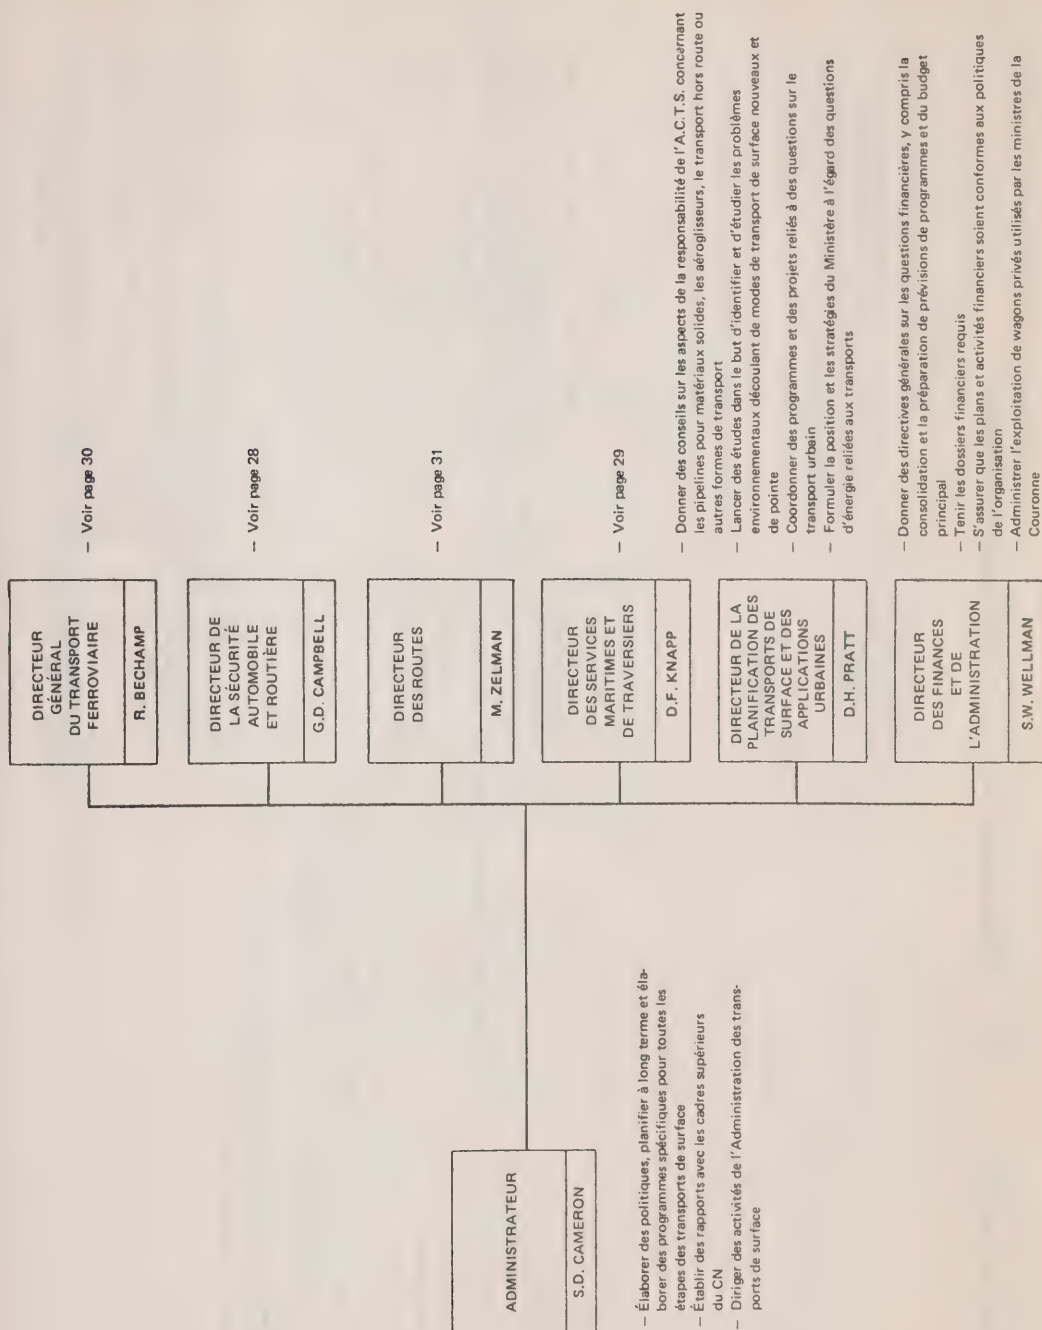 ADMINISTRATEUR
S.D. CAMERON
— Élaborer des politiques, planifier à long terme et éla-
borer des programmes spécifiques pour toutes les
étapes des transports de surface
— Établir des rapports avec les cadres supérieurs
du CN
— Diriger des activités de l'Administration des trans-
ports de surface
DIRECTEUR
GÉNÉRAL
DU TRANSPORT
FERROVIAIRE
R. BECHAMP
— Voir page 30
DIRECTEUR DE
LA SÉCURITÉ
AUTOMOBILE
ET ROUTIÈRE
G.D. CAMPBELL
— Voir page 28
DIRECTEUR
DES ROUTES
M. ZELMAN
— Voir page 31
DIRECTEUR
DES SERVICES
MARITIMES ET
DE TRAVERSIERS
D.F. KNAPP
— Voir page 29
DIRECTEUR DE LA
PLANIFICATION DES
TRANSPORTS DE
SURFACE ET DES
APPLICATIONS
URBAINES
D.H. PRATT
— Donner des conseils sur les aspects de la responsabilité de l'A.C.T.S. concernant
les pipelines pour matériaux solides, les aéroglisseurs, le transport hors route ou
autres formes de transport
— Lancer des études dans le but d'identifier et d'étudier les problèmes
environnementaux découlant de modes de transport de surface nouveaux et
de pointe
— Coordonner des programmes et des projets reliés à des questions sur le
transport urbain
— Formuler la position et les stratégies du Ministère à l'égard des questions
d'énergie reliées aux transports
DIRECTEUR
DES FINANCES
ET DE
L'ADMINISTRATION
S.W. WELLMAN
— Donner des directives générales sur les questions financières, y compris la
consolidation et la préparation de prévisions de programmes et du budget
principal
— Tenir les dossiers financiers requis
— S'assurer que les plans et activités financiers soient conformes aux politiques
de l'organisation
— Administrer l'exploitation de wagons privés utilisés par les ministres de la
Couronne